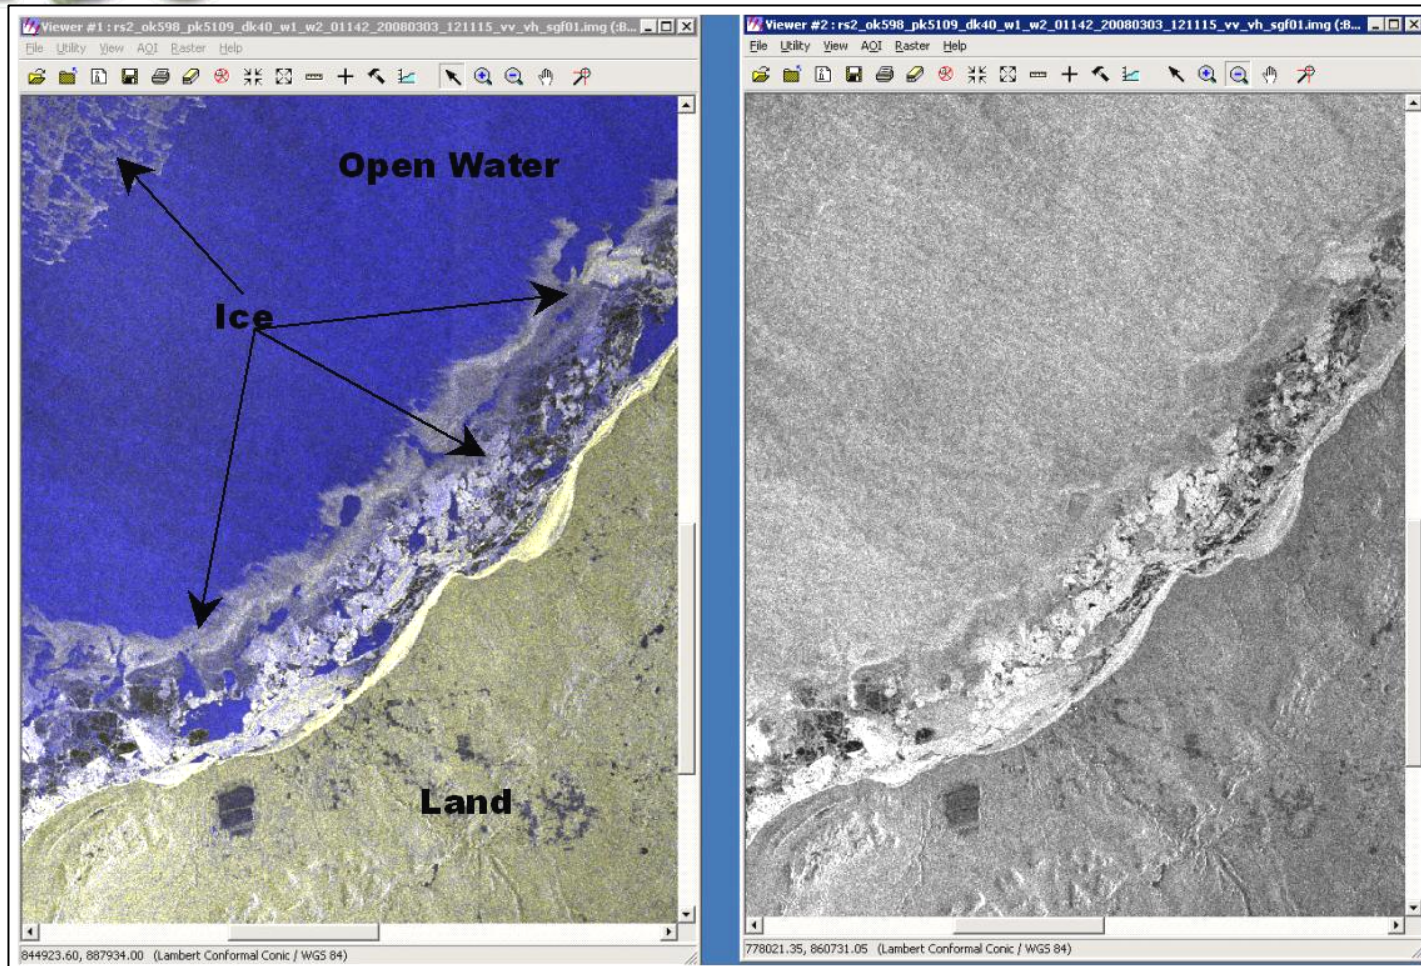 Viewer #1 : rs2_ok598_pk5109_dk40_w1_w2_01142_20080303_121115_vv_vh_sgf01.img (:B...
File Utility View AOI Raster Help
Open Water
Ice
Land
844923.60, 887934.00 (Lambert Conformal Conic / WGS 84)
Viewer #2 : rs2_ok598_pk5109_dk40_w1_w2_01142_20080303_121115_vv_vh_sgf01.img (:B...
File Utility View AOI Raster Help
778021.35, 860731.05 (Lambert Conformal Conic / WGS 84)